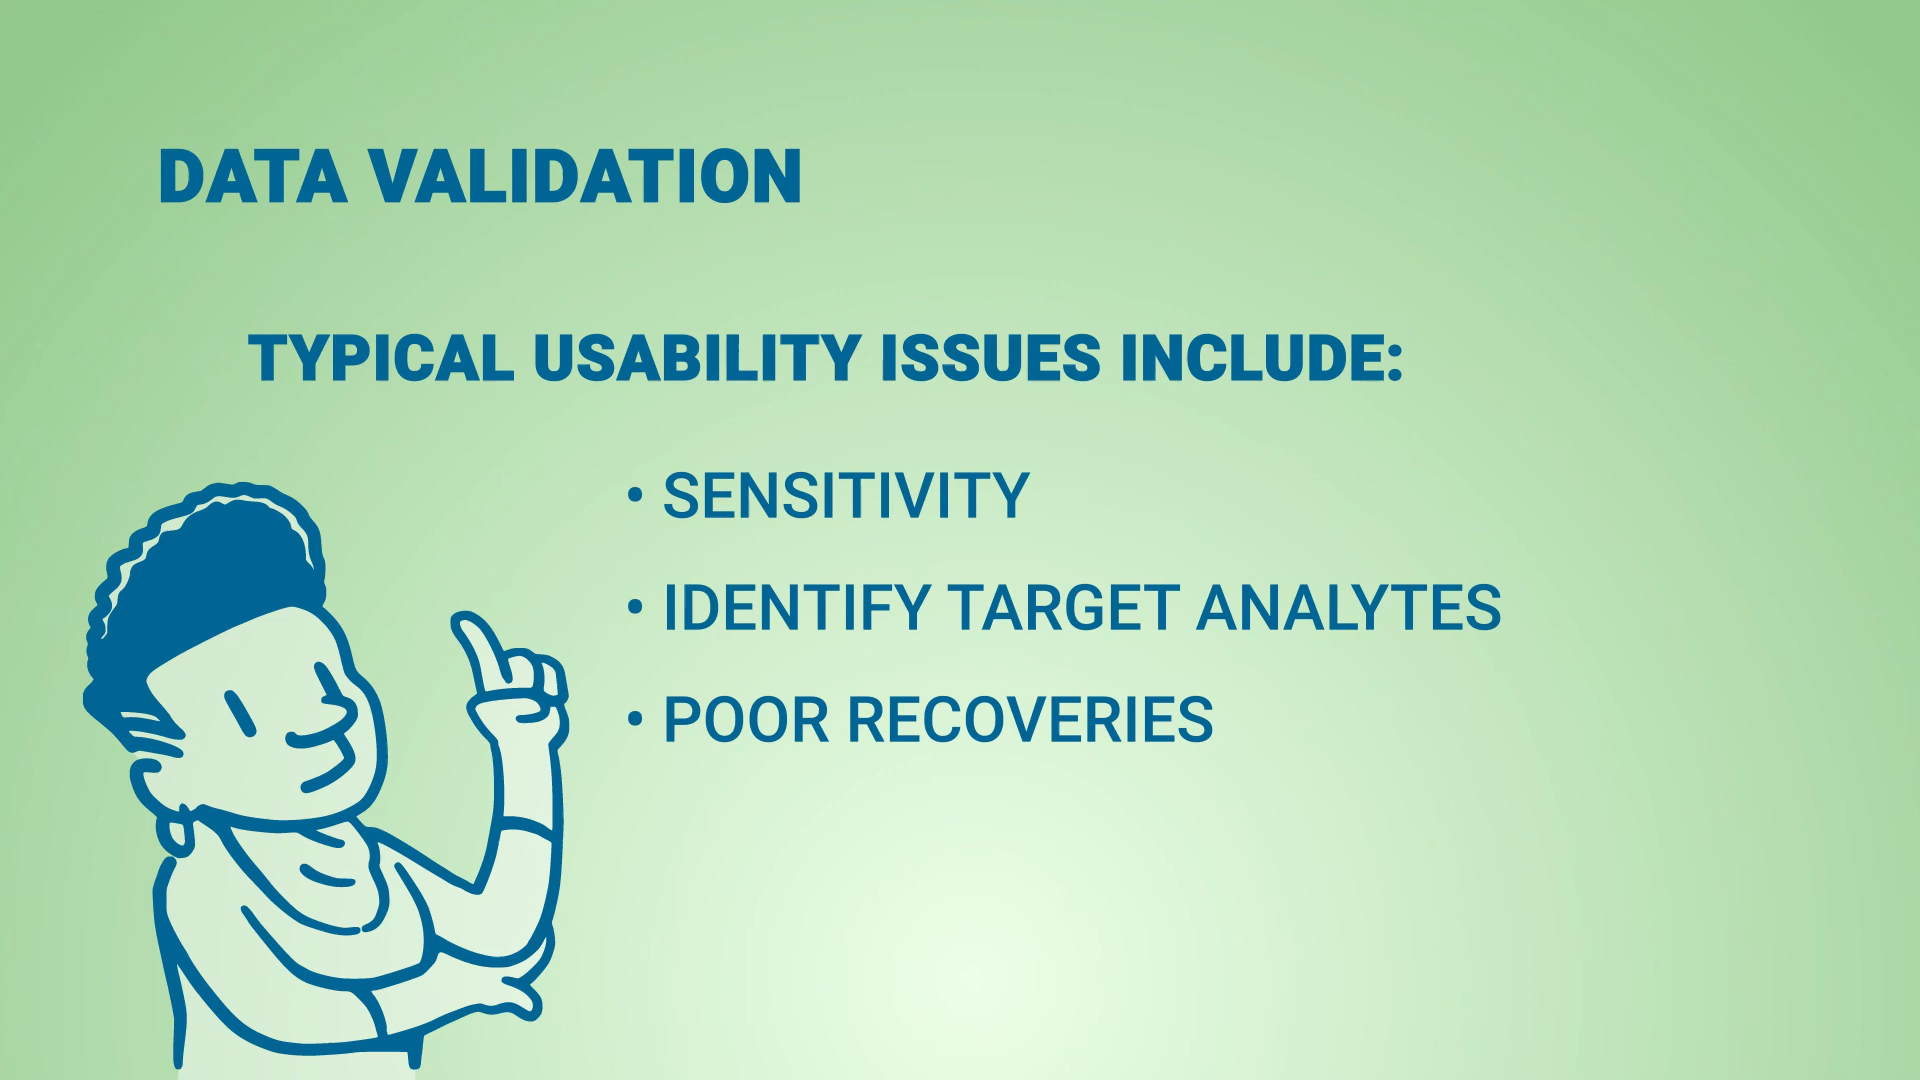 DATA VALIDATION
TYPICAL USABILITY ISSUES INCLUDE:
• SENSITIVITY
• IDENTIFY TARGET ANALYTES
• POOR RECOVERIES